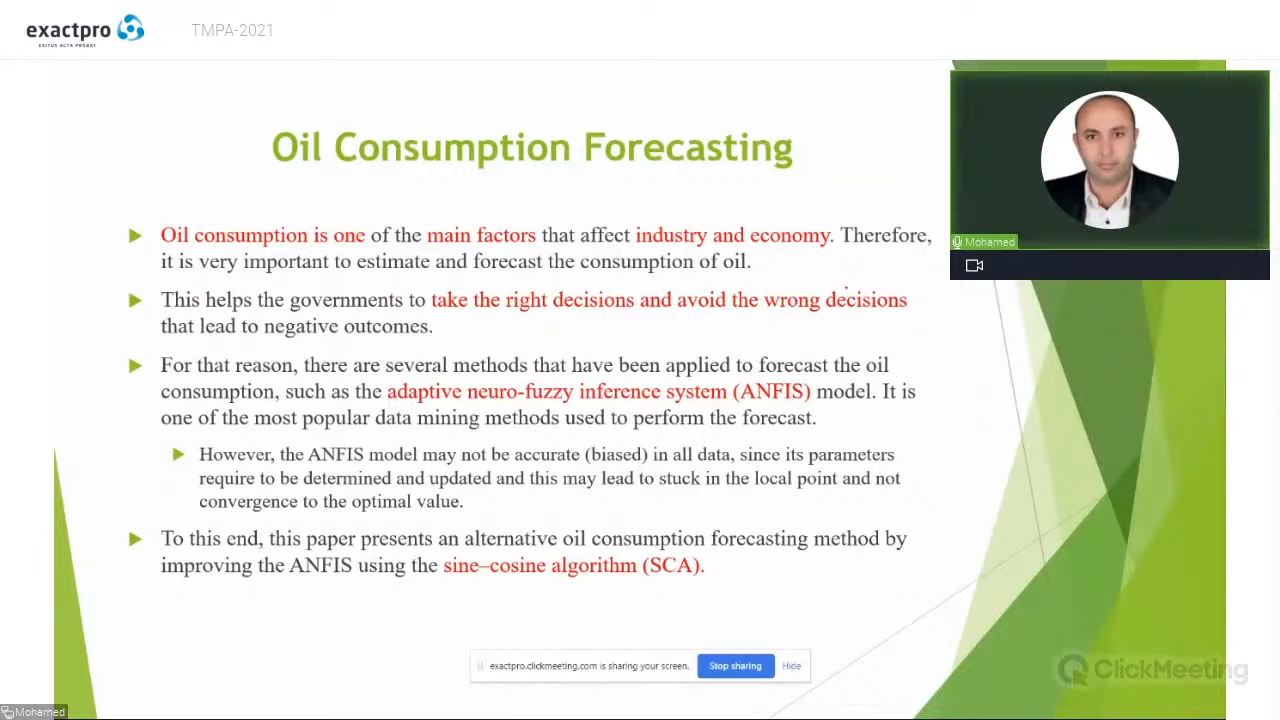 exactpro
EXITUS ACTA PROBAT
TMPA-2021
Oil Consumption Forecasting
Oil consumption is one of the main factors that affect industry and economy. Therefore,
it is very important to estimate and forecast the consumption of oil.
This helps the governments to take the right decisions and avoid the wrong decisions
that lead to negative outcomes.
For that reason, there are several methods that have been applied to forecast the oil
consumption, such as the adaptive neuro-fuzzy inference system (ANFIS) model. It is
one of the most popular data mining methods used to perform the forecast.
However, the ANFIS model may not be accurate (biased) in all data, since its parameters
require to be determined and updated and this may lead to stuck in the local point and not
convergence to the optimal value.
To this end, this paper presents an alternative oil consumption forecasting method by
improving the ANFIS using the sine–cosine algorithm (SCA).
Mohamed
exactpro.clickmeeting.com is sharing your screen. Stop sharing Hide
ClickMeeting
Mohamed